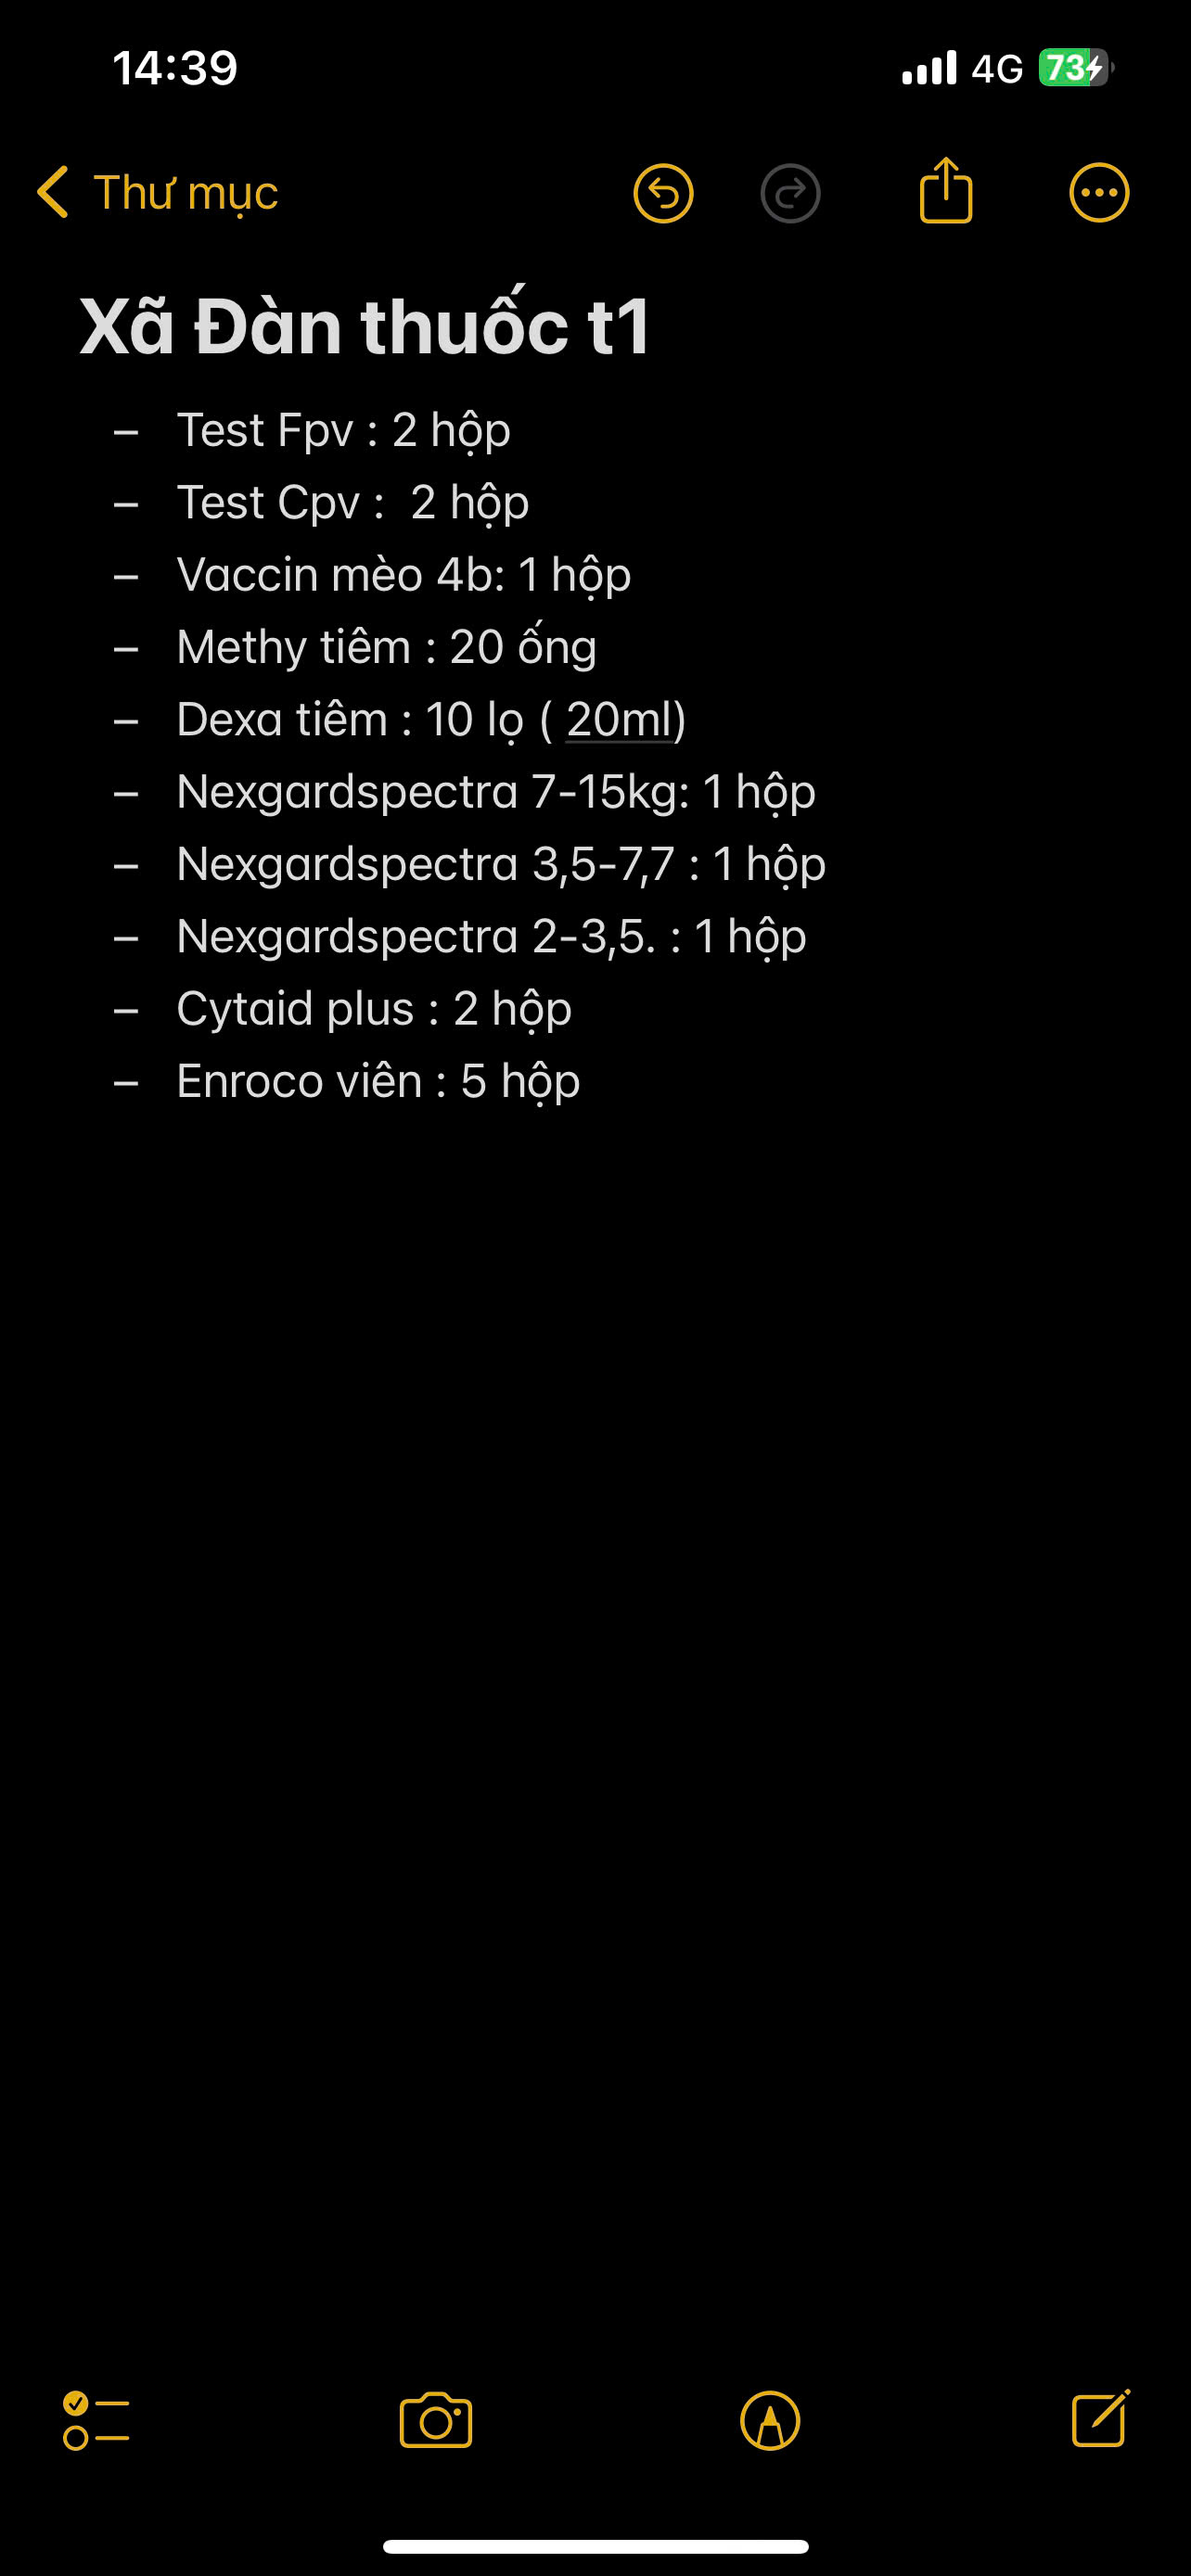 14:39 4G 73
Thư mục
Xã Đàn thuốc t1
– Test Fpv : 2 hộp
– Test Cpv :  2 hộp
– Vaccin mèo 4b: 1 hộp
– Methy tiêm : 20 ống
– Dexa tiêm : 10 lọ ( 20ml)
– Nexgardspectra 7-15kg: 1 hộp
– Nexgardspectra 3,5-7,7 : 1 hộp
– Nexgardspectra 2-3,5. : 1 hộp
– Cytaid plus : 2 hộp
– Enroco viên : 5 hộp